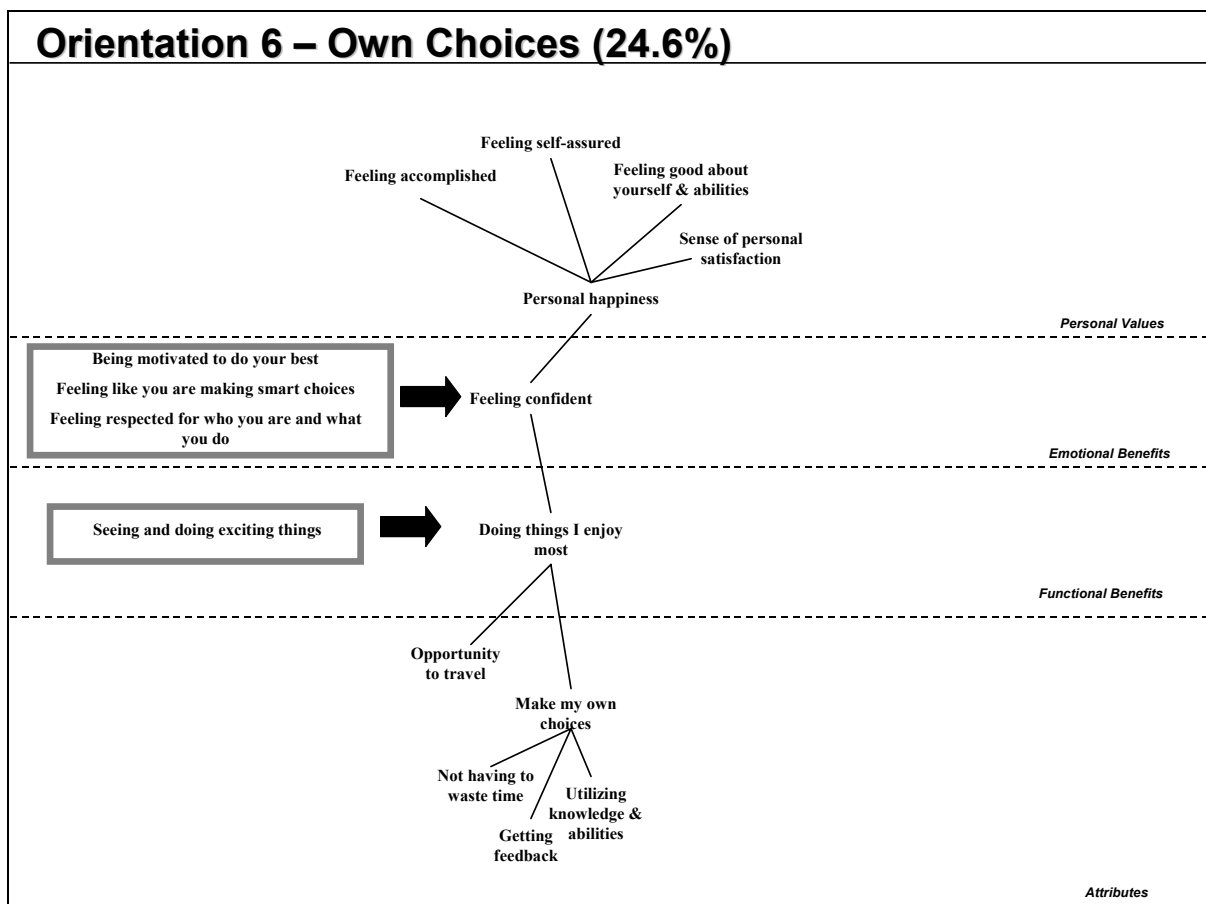 Orientation 6 – Own Choices (24.6%)
Feeling self-assured
Feeling accomplished
Feeling good about
yourself & abilities
Sense of personal
satisfaction
Personal happiness
Personal Values
Being motivated to do your best
Feeling like you are making smart choices
Feeling respected for who you are and what
you do
Feeling confident
Emotional Benefits
Seeing and doing exciting things
Doing things I enjoy
most
Functional Benefits
Opportunity
to travel
Make my own
choices
Not having to
waste time
Utilizing
knowledge &
abilities
Getting
feedback
Attributes